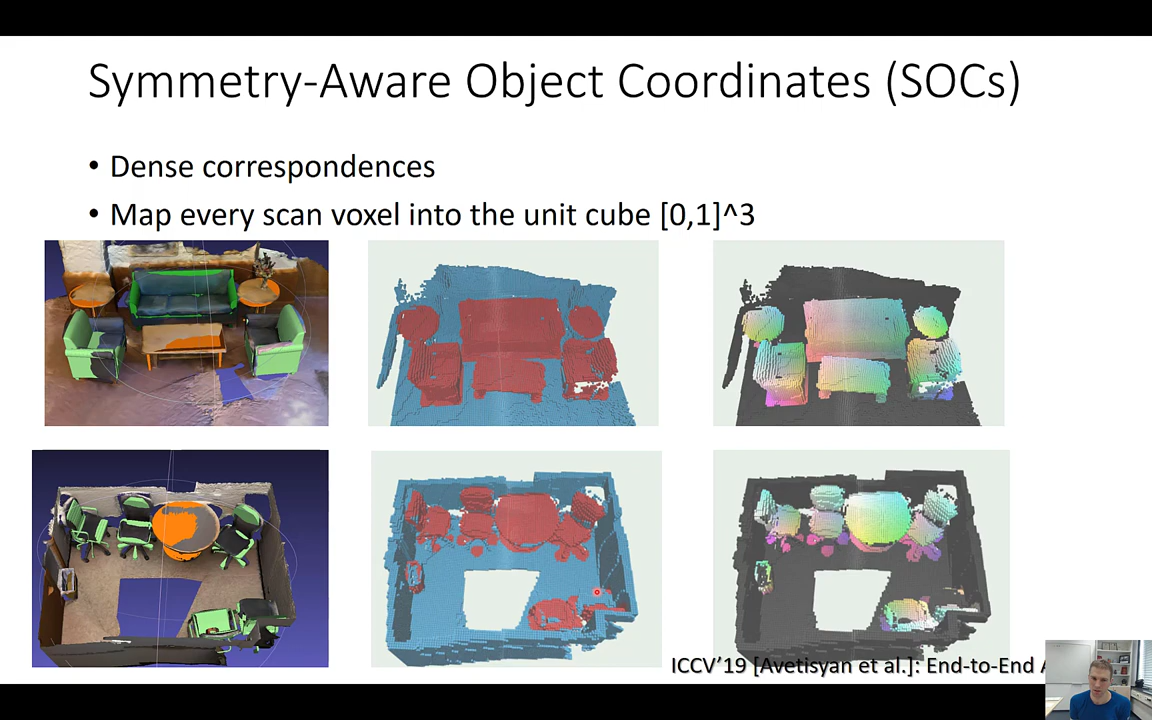 Symmetry-Aware Object Coordinates (SOCs)
• Dense correspondences
• Map every scan voxel into the unit cube [0,1]^3
ICCV'19 [Avetisyan et al.]: End-to-End